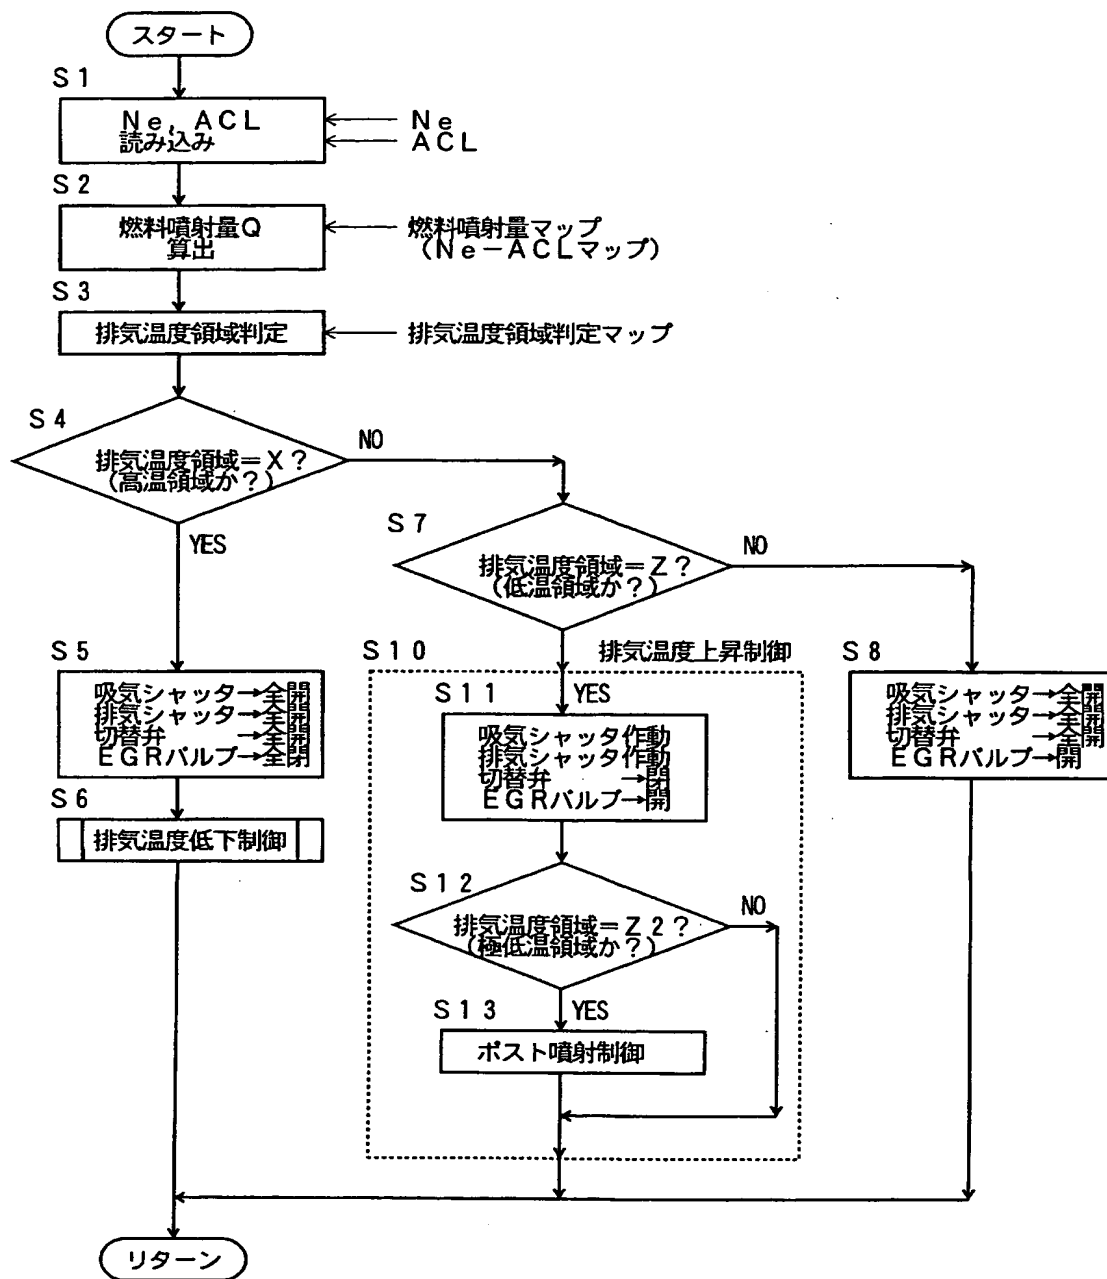 スタート
S1
Ne, ACL
読み込み
Ne
ACL
S2
燃料噴射量Q
算出
燃料噴射量マップ
(Ne-ACLマップ)
S3
排気温度領域判定
排気温度領域判定マップ
S4
排気温度領域=X?
(高温領域か?)
NO
YES
S7
排気温度領域=Z?
(低温領域か?)
NO
YES
S5
吸気シャッタ→全開
排気シャッタ→全開
切替弁→全開
EGRバルブ→全閉
S6
排気温度低下制御
S10
排気温度上昇制御
S11
吸気シャッタ作動
排気シャッタ作動
切替弁→閉
EGRバルブ→開
S12
排気温度領域=Z2?
(極低温領域か?)
NO
YES
S13
ポスト噴射制御
S8
吸気シャッタ→全開
排気シャッタ→全開
切替弁→全開
EGRバルブ→開
リターン